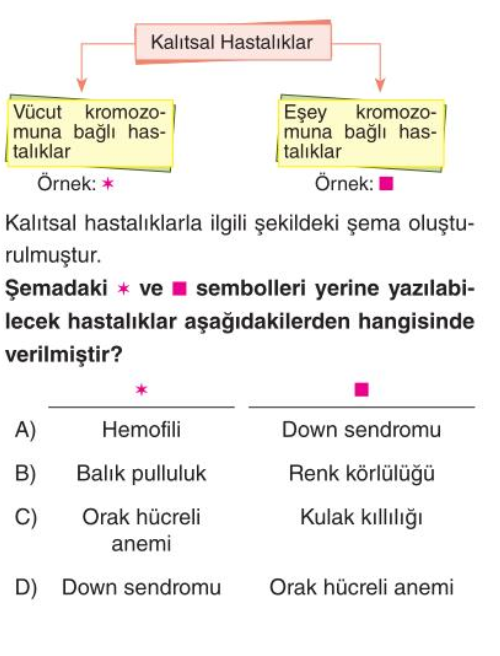 Kalıtsal Hastalıklar
Vücut kromozo-
muna bağlı has-
talıklar
Örnek: ✶
Eşey kromozo-
muna bağlı has-
talıklar
Örnek: ■
Kalıtsal hastalıklarla ilgili şekildeki şema oluştu-
rulmuştur.
Şemadaki ✶ ve ■ sembolleri yerine yazılabi-
lecek hastalıklar aşağıdakilerden hangisinde
verilmiştir?
✶ ■
A) Hemofili Down sendromu
B) Balık pulluluk Renk körlülüğü
C) Orak hücreli Kulak kıllılığı
anemi
D) Down sendromu Orak hücreli anemi